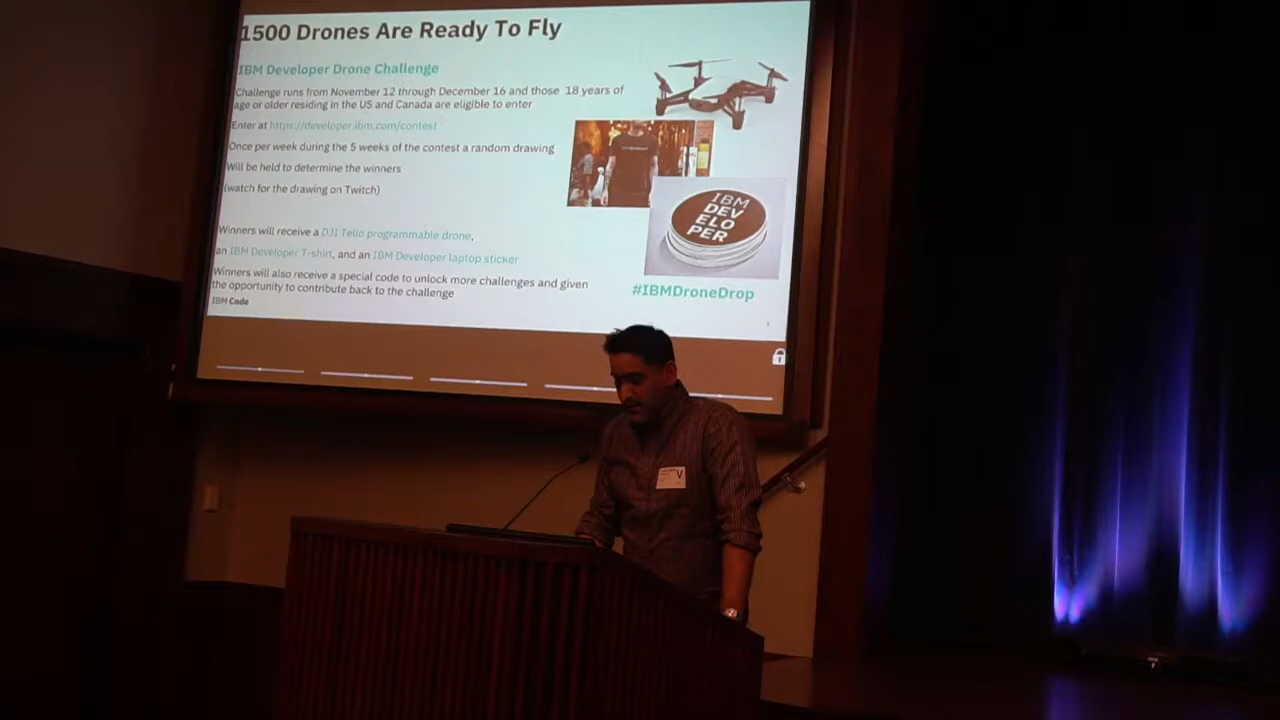 1500 Drones Are Ready To Fly
IBM Developer Drone Challenge
Challenge runs from November 12 through December 16 and those 18 years of
age or older residing in the US and Canada are eligible to enter
Enter at https://developer.ibm.com/contest
Once per week during the 5 weeks of the contest a random drawing
Will be held to determine the winners
(watch for the drawing on Twitch)
Winners will receive a DJI Tello programmable drone,
an IBM Developer T-shirt, and an IBM Developer laptop sticker
Winners will also receive a special code to unlock more challenges and given
the opportunity to contribute back to the challenge
IBM Code
IBM
DEV
ELO
PER
#IBMDroneDrop
V